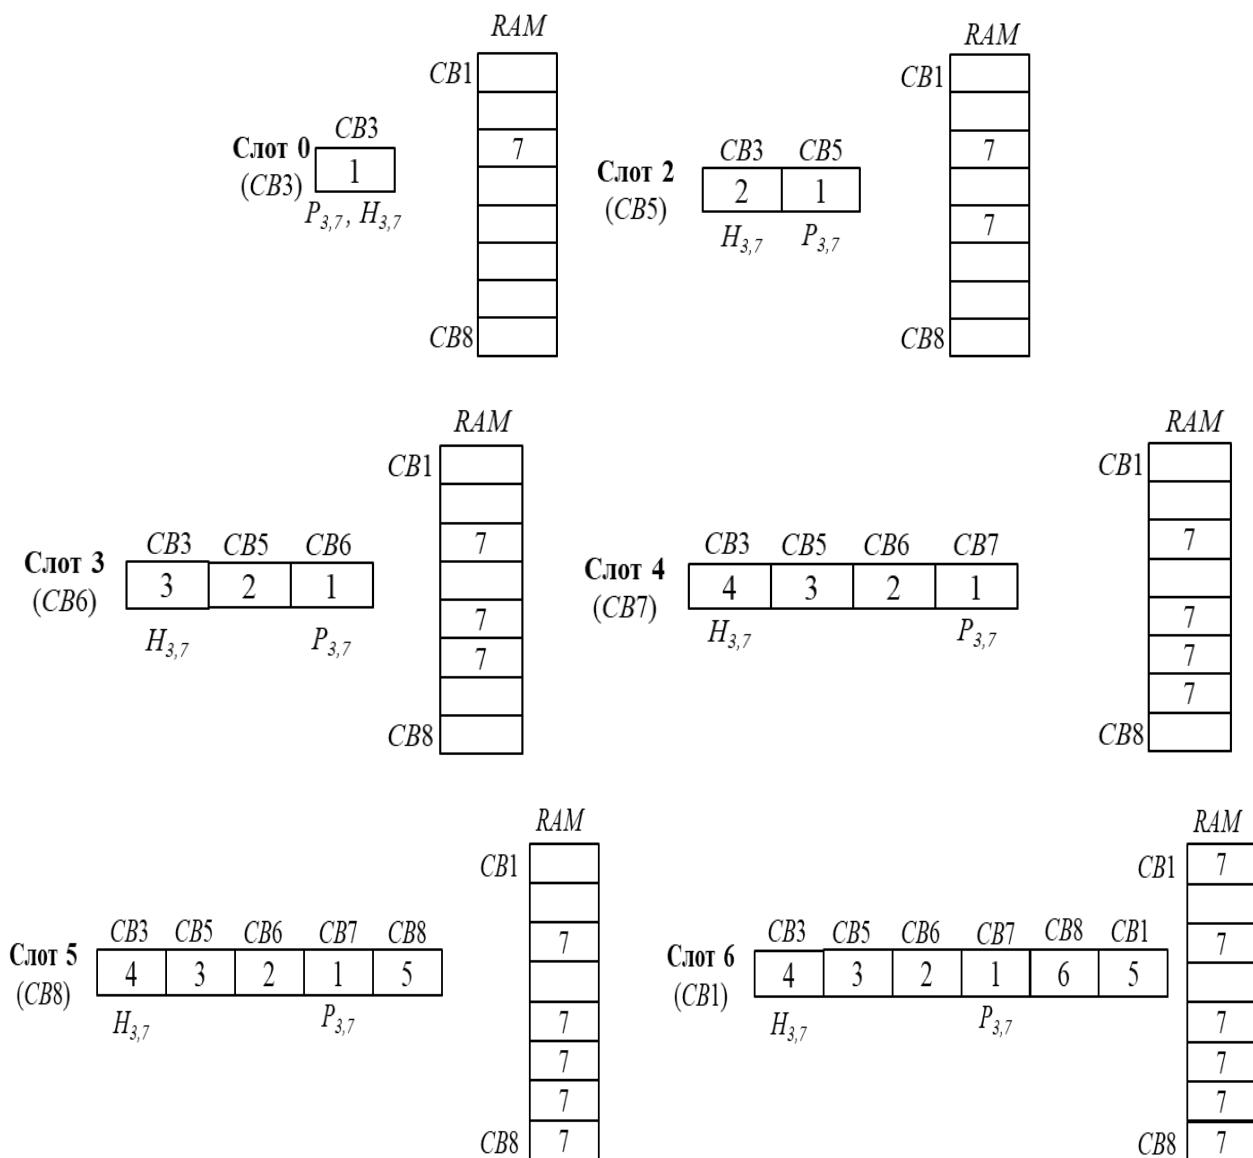 RAM
CB1
7
CB8
Слот 0
(CB3)
CB3
1
P3,7, H3,7
RAM
CB1
7
7
CB8
Слот 2
(CB5)
CB3 CB5
2 1
H3,7 P3,7
RAM
CB1
7
7
7
CB8
Слот 3
(CB6)
CB3 CB5 CB6
3 2 1
H3,7 P3,7
RAM
CB1
7
7
7
7
CB8
Слот 4
(CB7)
CB3 CB5 CB6 CB7
4 3 2 1
H3,7 P3,7
RAM
CB1
7
7
7
7
CB8 7
Слот 5
(CB8)
CB3 CB5 CB6 CB7 CB8
4 3 2 1 5
H3,7 P3,7
RAM
CB1 7
7
7
7
7
CB8 7
Слот 6
(CB1)
CB3 CB5 CB6 CB7 CB8 CB1
4 3 2 1 6 5
H3,7 P3,7